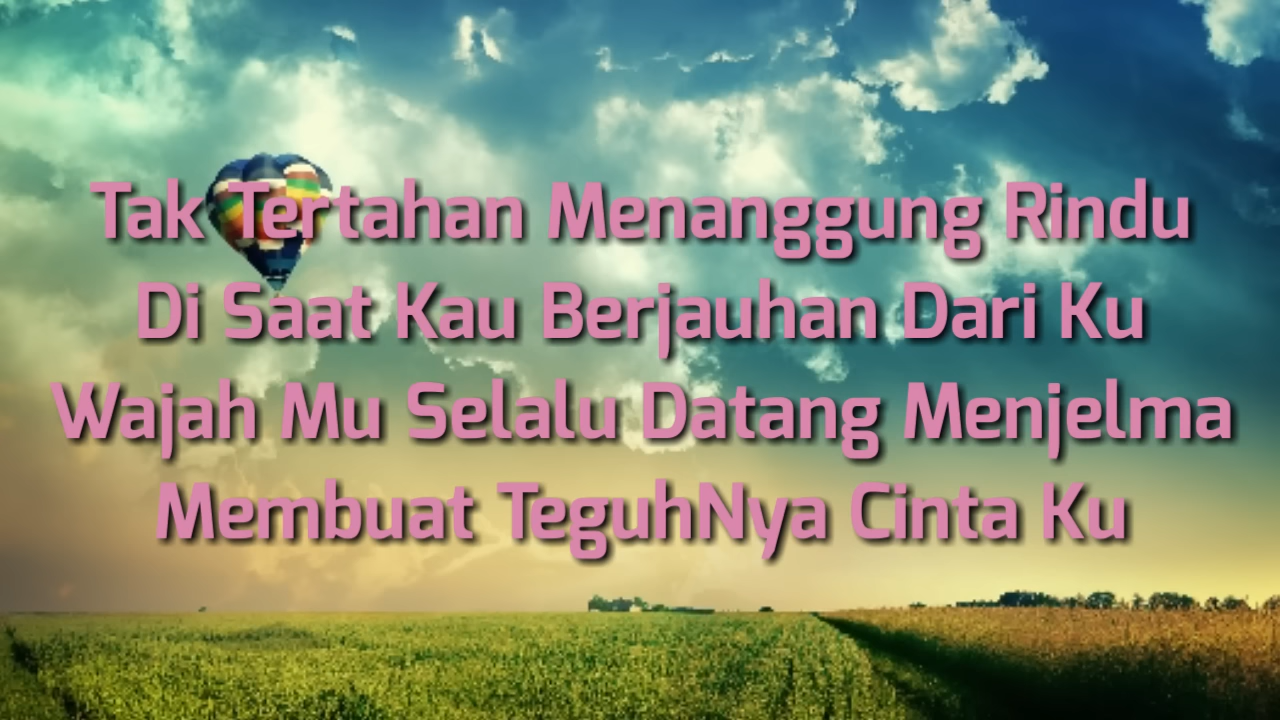 Tak Tertahan Menanggung Rindu
Di Saat Kau Berjauhan Dari Ku
Wajah Mu Selalu Datang Menjelma
Membuat TeguhNya Cinta Ku